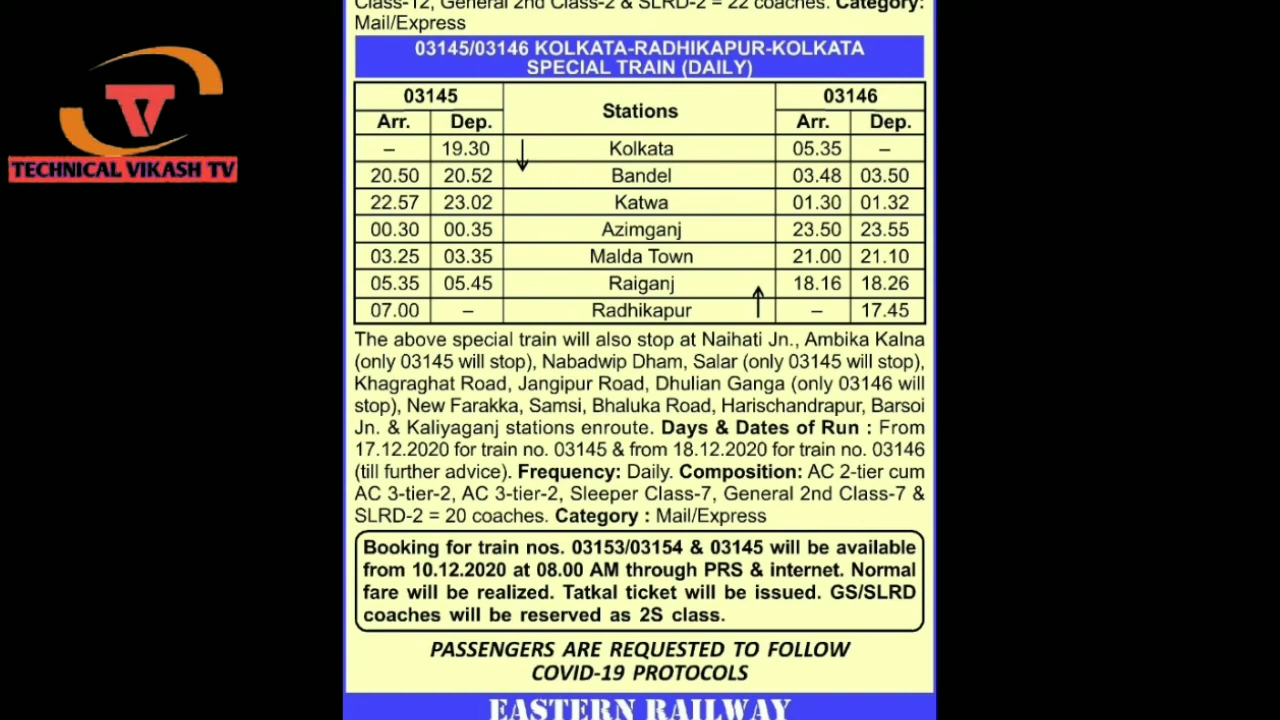 Class-12, General 2nd Class-2 & SLRD-2 = 22 coaches. Category:
Mail/Express
03145/03146 KOLKATA-RADHIKAPUR-KOLKATA
SPECIAL TRAIN (DAILY)
03145 Stations 03146
Arr. Dep. Arr. Dep.
– 19.30 Kolkata 05.35 –
20.50 20.52 Bandel 03.48 03.50
22.57 23.02 Katwa 01.30 01.32
00.30 00.35 Azimganj 23.50 23.55
03.25 03.35 Malda Town 21.00 21.10
05.35 05.45 Raiganj 18.16 18.26
07.00 – Radhikapur – 17.45
The above special train will also stop at Naihati Jn., Ambika Kalna
(only 03145 will stop), Nabadwip Dham, Salar (only 03145 will stop),
Khagraghat Road, Jangipur Road, Dhulian Ganga (only 03146 will
stop), New Farakka, Samsi, Bhaluka Road, Harischandrapur, Barsoi
Jn. & Kaliyaganj stations enroute. Days & Dates of Run : From
17.12.2020 for train no. 03145 & from 18.12.2020 for train no. 03146
(till further advice). Frequency: Daily. Composition: AC 2-tier cum
AC 3-tier-2, AC 3-tier-2, Sleeper Class-7, General 2nd Class-7 &
SLRD-2 = 20 coaches. Category : Mail/Express
Booking for train nos. 03153/03154 & 03145 will be available
from 10.12.2020 at 08.00 AM through PRS & internet. Normal
fare will be realized. Tatkal ticket will be issued. GS/SLRD
coaches will be reserved as 2S class.
PASSENGERS ARE REQUESTED TO FOLLOW
COVID-19 PROTOCOLS
EASTERN RAILWAY
TV
TECHNICAL VIKASH TV